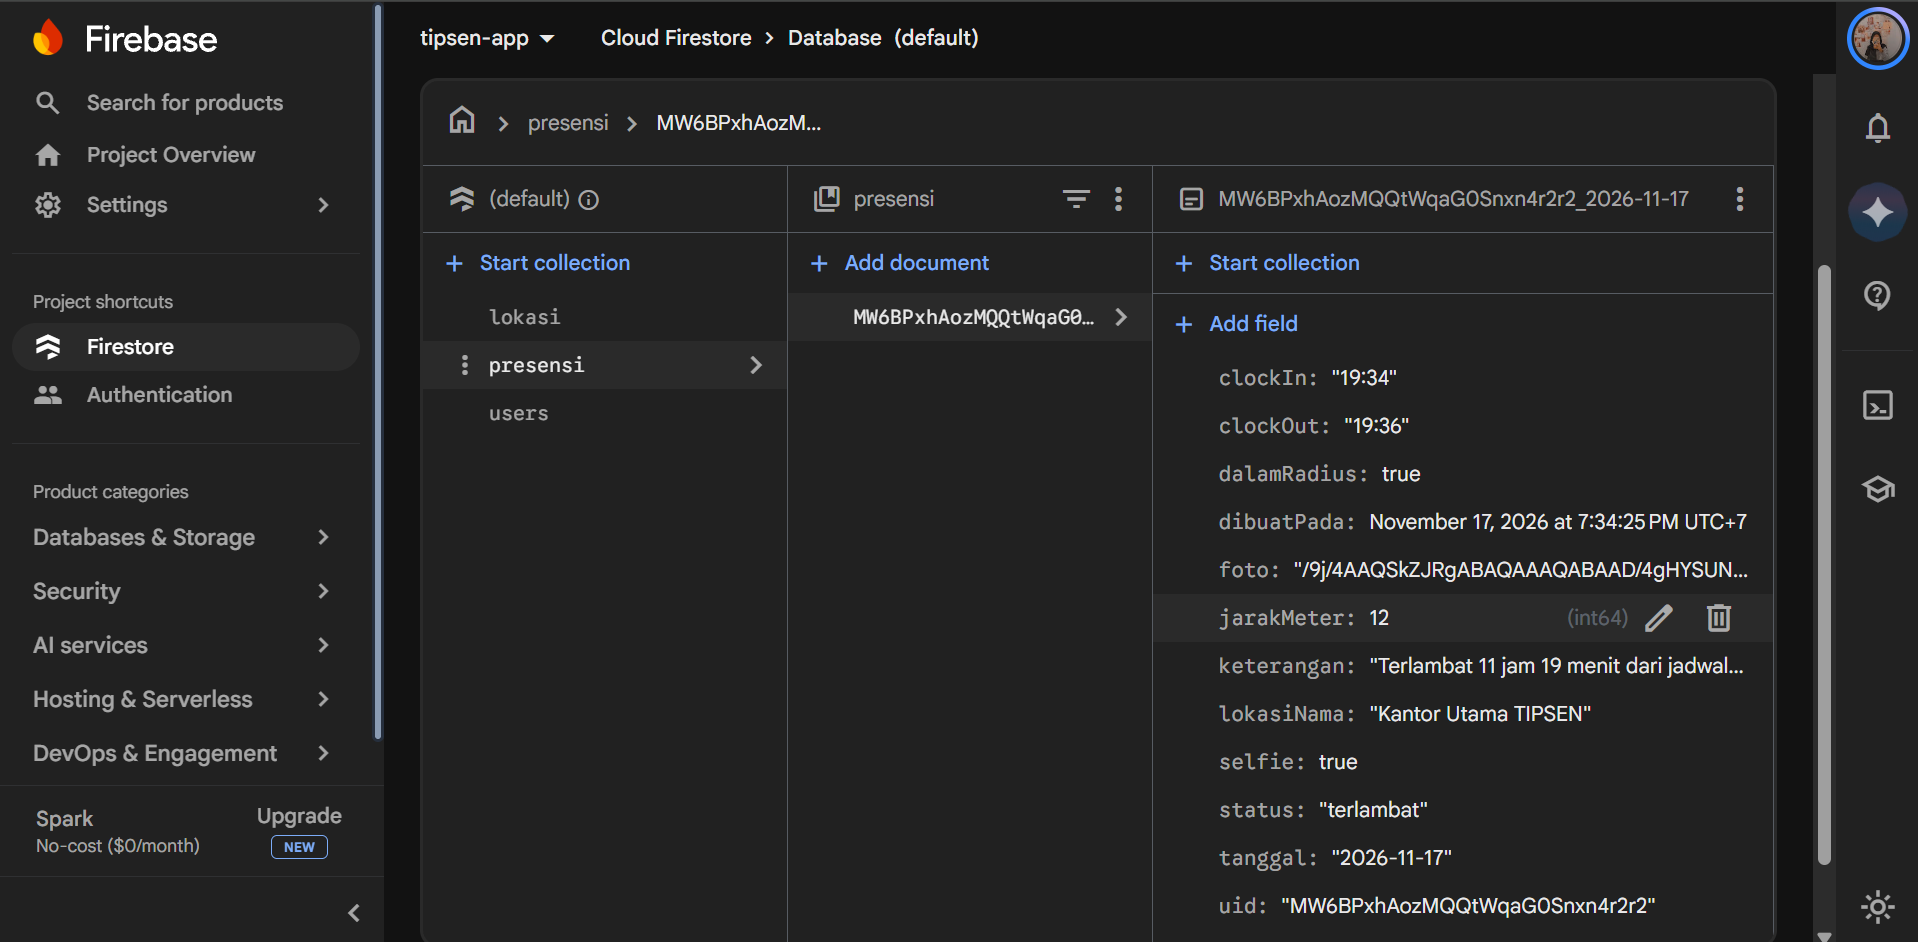 Firebase
Search for products
Project Overview
Settings
Project shortcuts
Firestore
Authentication
Product categories
Databases & Storage
Security
AI services
Hosting & Serverless
DevOps & Engagement
Spark
No-cost ($0/month)
Upgrade
NEW
tipsen-app
Cloud Firestore > Database (default)
presensi > MW6BPxhAozM...
(default)
Start collection
lokasi
presensi
users
presensi
Add document
MW6BPxhAozMQQtWqaG0...
MW6BPxhAozMQQtWqaG0Snxn4r2r2_2026-11-17
Start collection
Add field
clockIn: "19:34"
clockOut: "19:36"
dalamRadius: true
dibuatPada: November 17, 2026 at 7:34:25 PM UTC+7
foto: "/9j/4AAQSkZJRgABAQAAAQABAAD/4gHYSUN...
jarakMeter: 12 (int64)
keterangan: "Terlambat 11 jam 19 menit dari jadwal...
lokasiNama: "Kantor Utama TIPSEN"
selfie: true
status: "terlambat"
tanggal: "2026-11-17"
uid: "MW6BPxhAozMQQtWqaG0Snxn4r2r2"